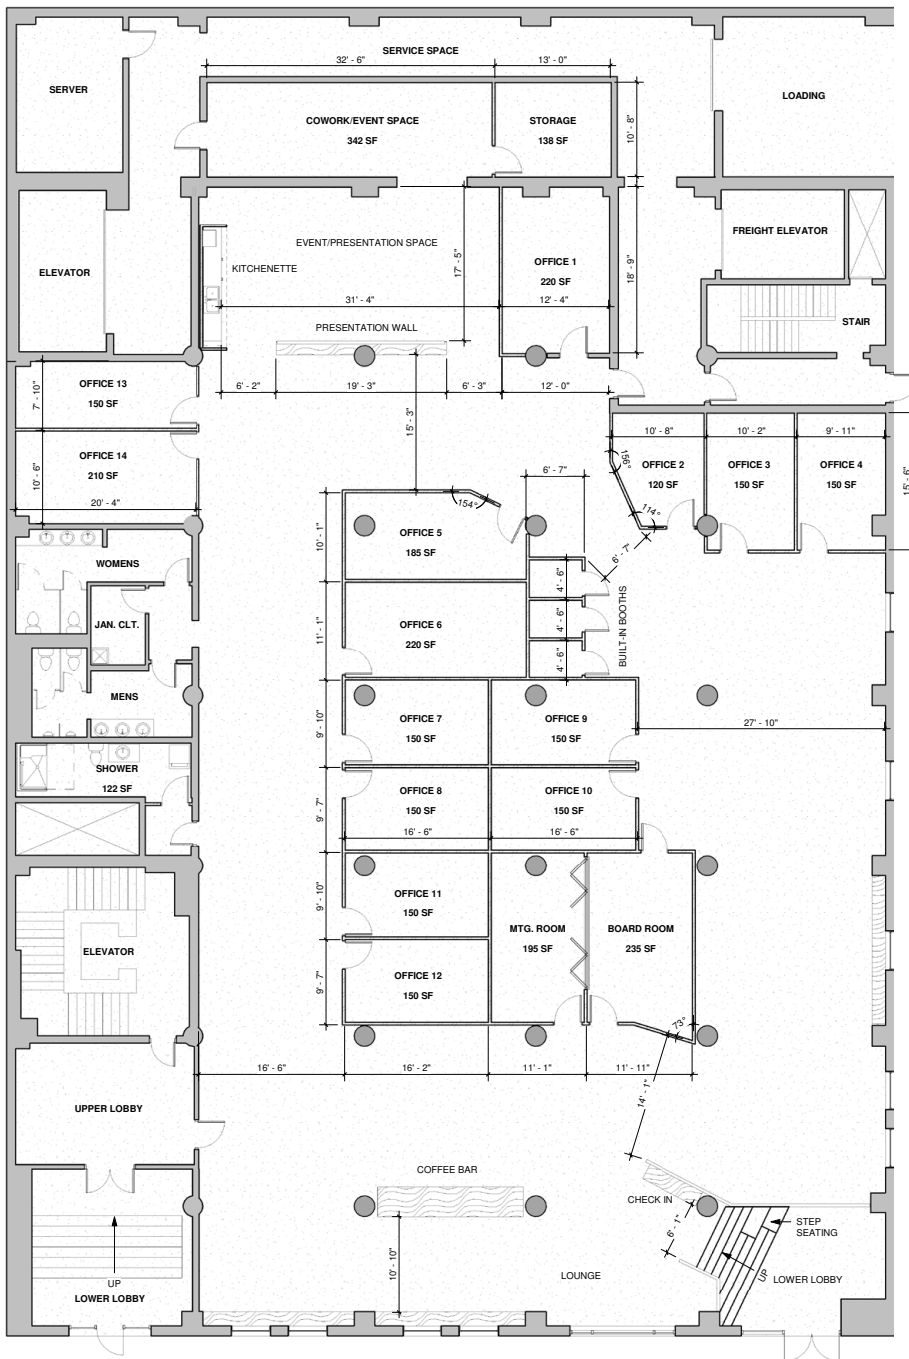 SERVICE SPACE
32' - 6"
13' - 0"
SERVER
LOADING
COWORK/EVENT SPACE
342 SF
STORAGE
138 SF
10' - 8"
FREIGHT ELEVATOR
ELEVATOR
EVENT/PRESENTATION SPACE
KITCHENETTE
17' - 5"
OFFICE 1
220 SF
18' - 9"
31' - 4"
12' - 4"
STAIR
PRESENTATION WALL
6' - 2"
19' - 3"
6' - 3"
12' - 0"
OFFICE 13
150 SF
7' - 10"
OFFICE 14
210 SF
10' - 6"
20' - 4"
15' - 3"
10' - 8"
10' - 2"
9' - 11"
OFFICE 2
120 SF
OFFICE 3
150 SF
OFFICE 4
150 SF
15' - 6"
156°
114°
6' - 7"
6' - 7"
154°
10' - 1"
OFFICE 5
185 SF
WOMENS
JAN. CLT.
MENS
SHOWER
122 SF
11' - 1"
OFFICE 6
220 SF
4' - 6"
4' - 6"
4' - 6"
BUILT-IN BOOTHS
9' - 10"
OFFICE 7
150 SF
OFFICE 9
150 SF
27' - 10"
9' - 7"
OFFICE 8
150 SF
OFFICE 10
150 SF
16' - 6"
16' - 6"
9' - 10"
OFFICE 11
150 SF
MTG. ROOM
195 SF
BOARD ROOM
235 SF
ELEVATOR
9' - 7"
OFFICE 12
150 SF
73°
16' - 6"
16' - 2"
11' - 1"
11' - 11"
14' - 1"
UPPER LOBBY
COFFEE BAR
CHECK IN
6' - 1"
STEP
SEATING
10' - 10"
LOUNGE
UP
LOWER LOBBY
UP
LOWER LOBBY